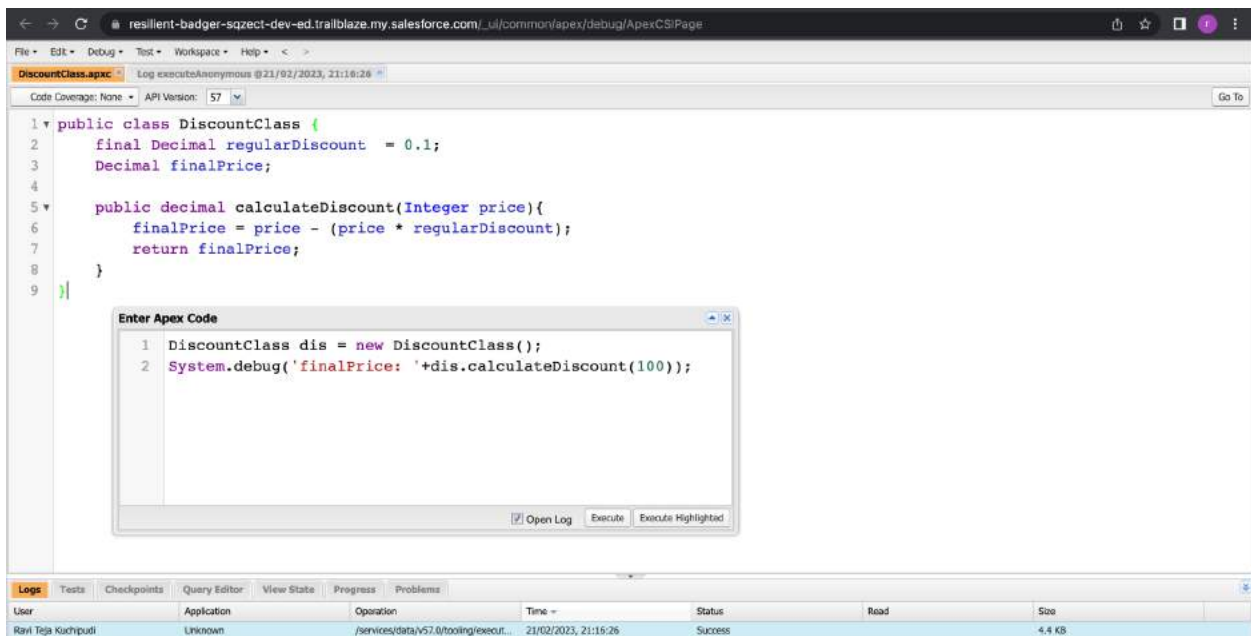 resilient-badger-sqzect-dev-ed.trailblaze.my.salesforce.com/_ui/common/apex/debug/ApexCSIPage
r
File Edit Debug Test Workspace Help < >
DiscountClass.apxc Log executeAnonymous @21/02/2023, 21:16:26
Code Coverage: None API Version: 57 Go To
1 public class DiscountClass {
2 final Decimal regularDiscount = 0.1;
3 Decimal finalPrice;
4
5 public decimal calculateDiscount(Integer price){
6 finalPrice = price - (price * regularDiscount);
7 return finalPrice;
8 }
9 }
Enter Apex Code
1 DiscountClass dis = new DiscountClass();
2 System.debug('finalPrice: '+dis.calculateDiscount(100));
Open Log Execute Execute Highlighted
Logs Tests Checkpoints Query Editor View State Progress Problems
User Application Operation Time Status Read Size
Ravi Teja Kuchipudi Unknown /services/data/v57.0/tooling/execut... 21/02/2023, 21:16:26 Success 4.4 KB